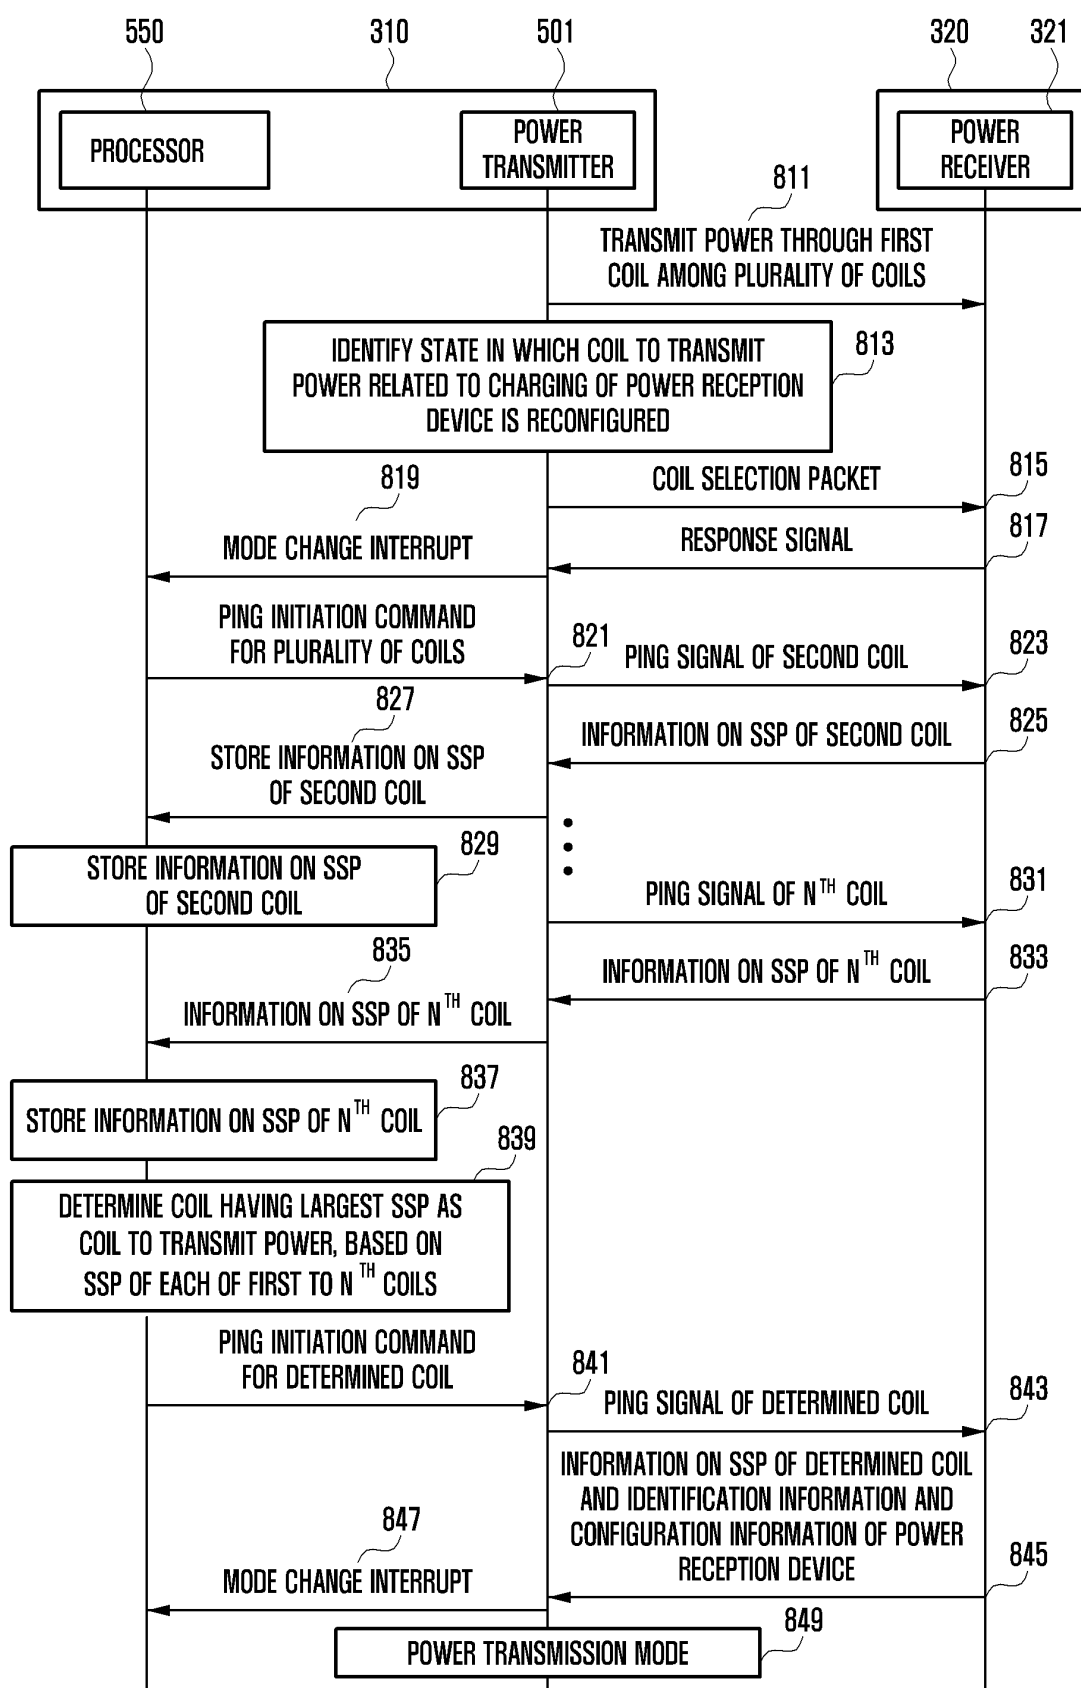 550
310
501
320
321
PROCESSOR
POWER
TRANSMITTER
POWER
RECEIVER
811
TRANSMIT POWER THROUGH FIRST
COIL AMONG PLURALITY OF COILS
IDENTIFY STATE IN WHICH COIL TO TRANSMIT
POWER RELATED TO CHARGING OF POWER RECEPTION
DEVICE IS RECONFIGURED
813
COIL SELECTION PACKET
815
819
MODE CHANGE INTERRUPT
RESPONSE SIGNAL
817
PING INITIATION COMMAND
FOR PLURALITY OF COILS
821
PING SIGNAL OF SECOND COIL
823
827
STORE INFORMATION ON SSP
OF SECOND COIL
INFORMATION ON SSP OF SECOND COIL
825
STORE INFORMATION ON SSP
OF SECOND COIL
829
PING SIGNAL OF NTH COIL
831
835
INFORMATION ON SSP OF NTH COIL
INFORMATION ON SSP OF NTH COIL
833
STORE INFORMATION ON SSP OF NTH COIL
837
839
DETERMINE COIL HAVING LARGEST SSP AS
COIL TO TRANSMIT POWER, BASED ON
SSP OF EACH OF FIRST TO NTH COILS
PING INITIATION COMMAND
FOR DETERMINED COIL
841
PING SIGNAL OF DETERMINED COIL
843
INFORMATION ON SSP OF DETERMINED COIL
AND IDENTIFICATION INFORMATION AND
CONFIGURATION INFORMATION OF POWER
RECEPTION DEVICE
845
847
MODE CHANGE INTERRUPT
POWER TRANSMISSION MODE
849